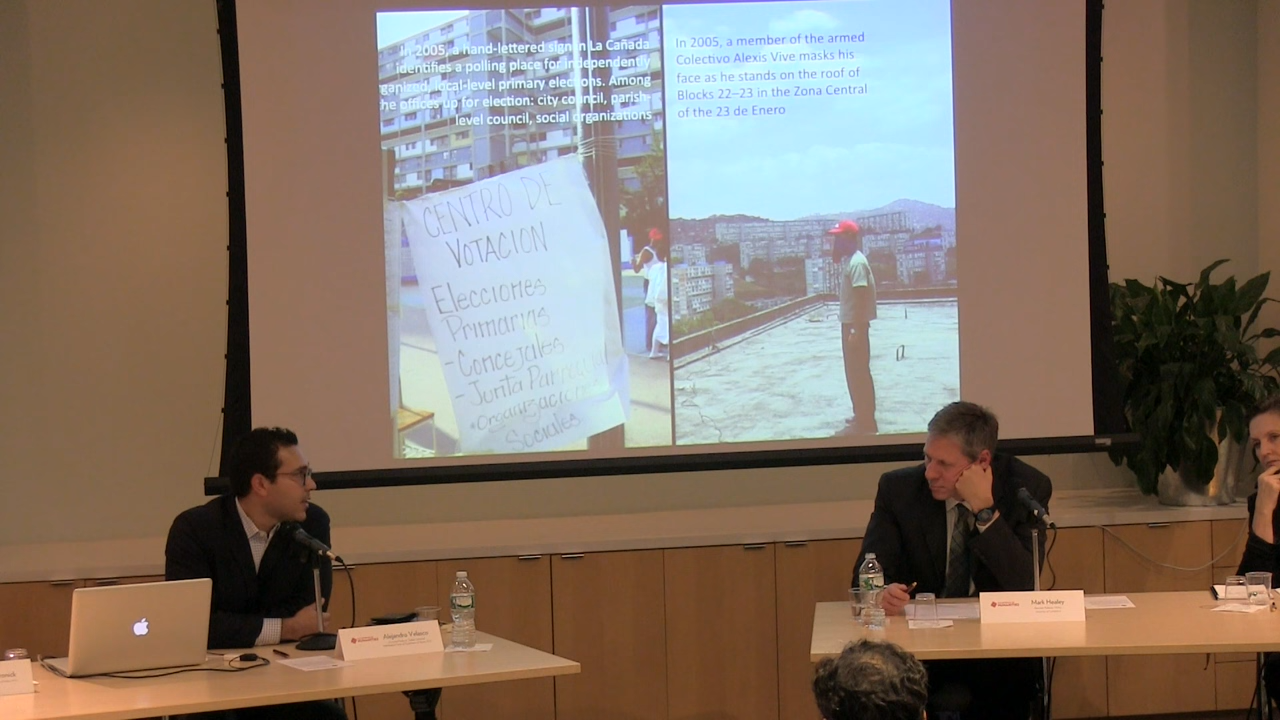 In 2005, a hand-lettered sign in La Cañada
identifies a polling place for independently
ganized, local-level primary elections. Among
he offices up for election: city council, parish-
level council, social organizations
In 2005, a member of the armed
Colectivo Alexis Vive masks his
face as he stands on the roof of
Blocks 22–23 in the Zona Central
of the 23 de Enero
CENTRO DE
VOTACION
Elecciones
Primarias
- Concejales
- Junta
Organizaciones
Sociales
Alejandro Velasco
Mark Healey